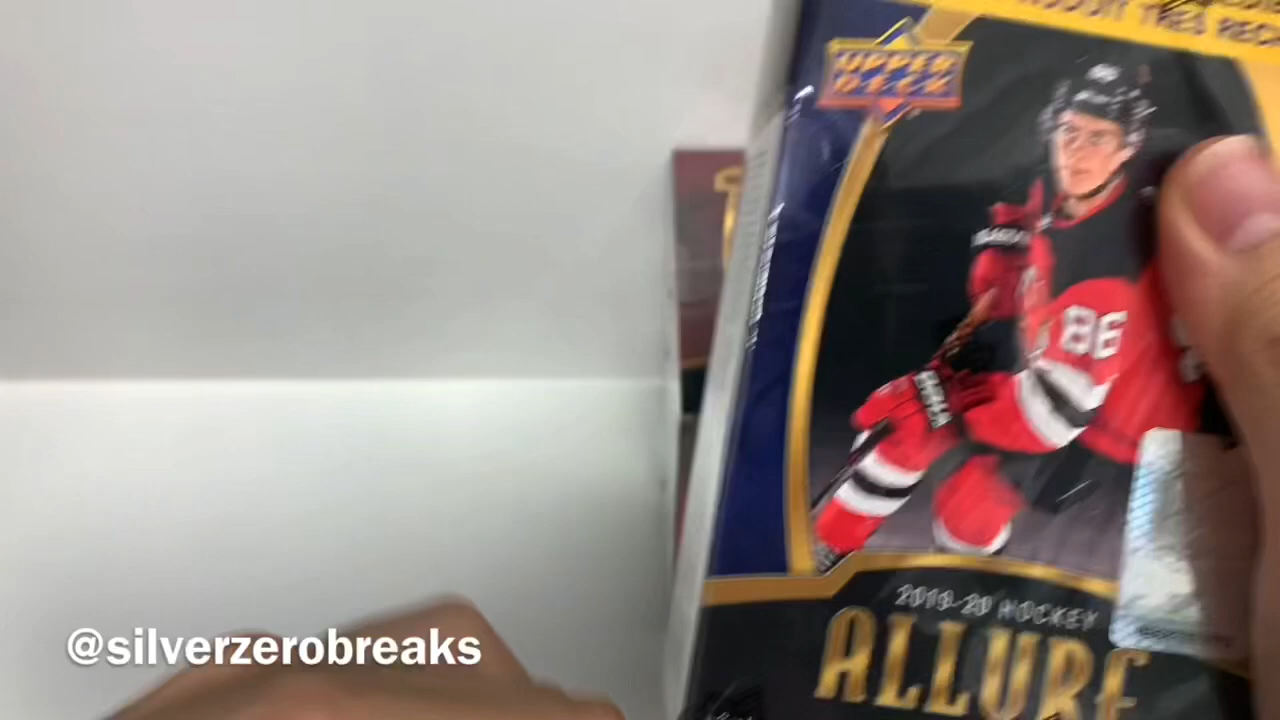 UPPER
DECK
86
2019-20 HOCKEY
ALLURE
@silverzerobreaks